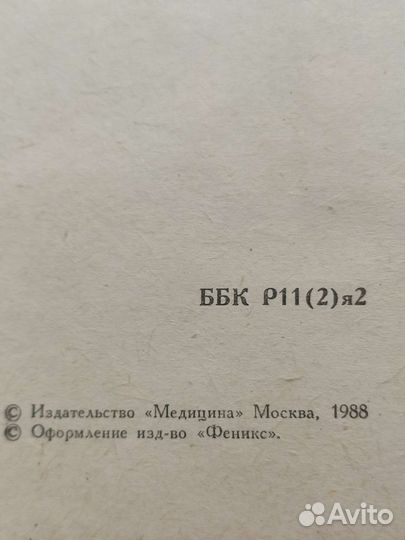 ББК Р11(2)я2
© Издательство «Медицина» Москва, 1988
© Оформление изд-во «Феникс».
Avito